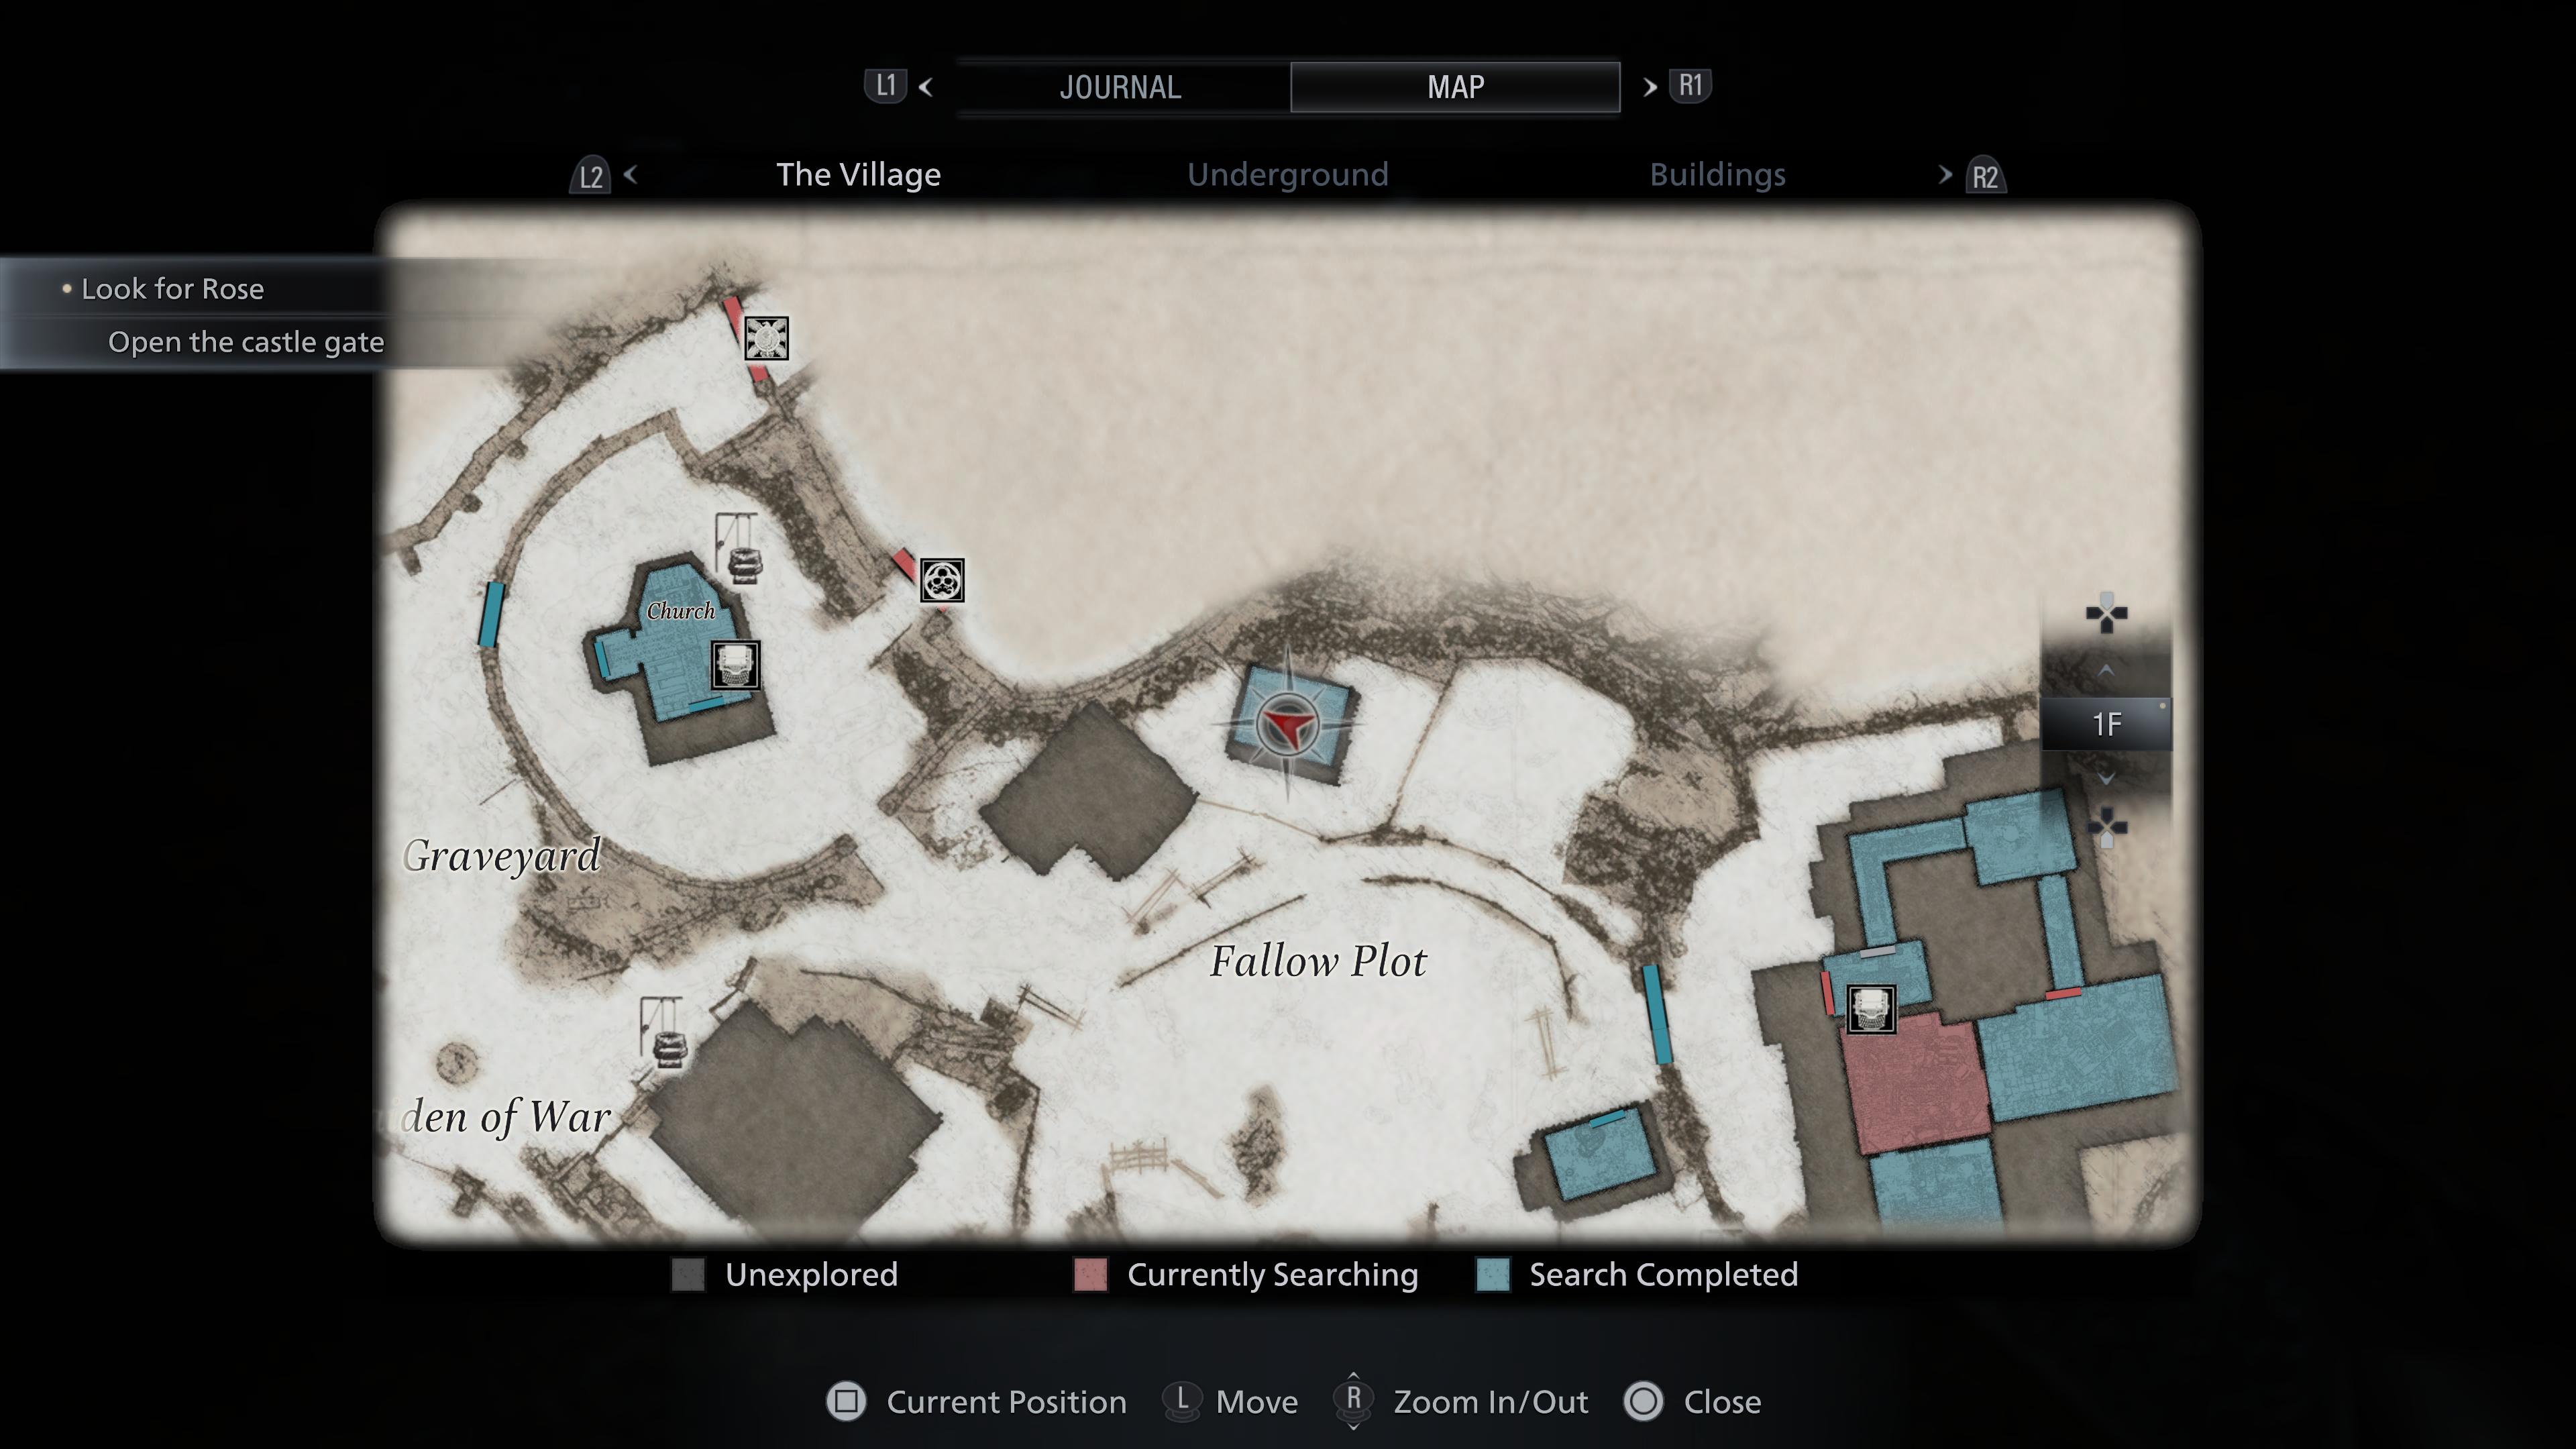 L1 JOURNAL MAP R1
L2 The Village Underground Buildings R2
• Look for Rose
Open the castle gate
Church
1F
Graveyard
Fallow Plot
den of War
Unexplored Currently Searching Search Completed
Current Position L Move R Zoom In/Out Close